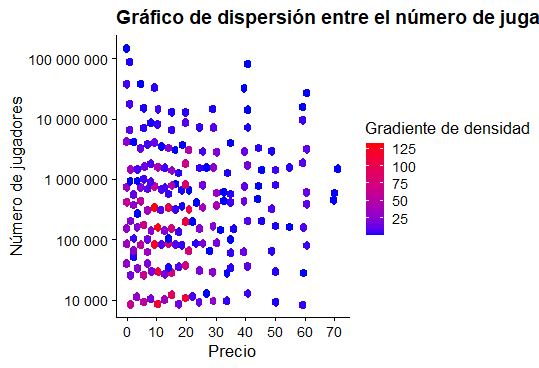 Gráfico de dispersión entre el número de juga
Número de jugadores
100 000 000
10 000 000
1 000 000
100 000
10 000
0 10 20 30 40 50 60 70
Precio
Gradiente de densidad
125
100
75
50
25